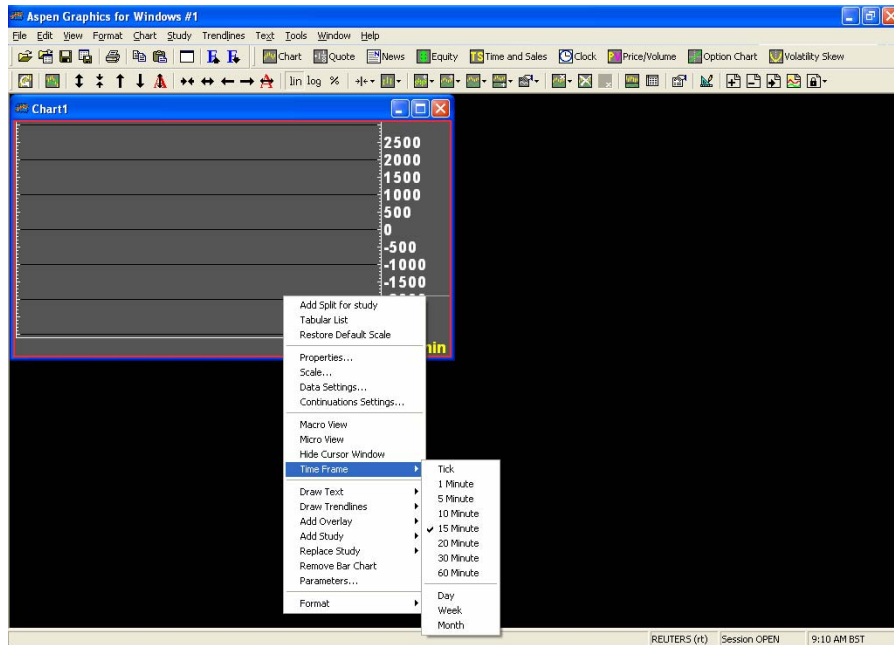 Aspen Graphics for Windows #1
File Edit View Format Chart Study Trendlines Text Tools Window Help
Chart Quote News Equity TS Time and Sales Clock Price/Volume Option Chart Volatility Skew
lin log %
Chart1
2500
2000
1500
1000
500
0
-500
-1000
-1500
min
Add Split for study
Tabular List
Restore Default Scale
Properties...
Scale...
Data Settings...
Continuations Settings...
Macro View
Micro View
Hide Cursor Window
Time Frame
Draw Text
Draw Trendlines
Add Overlay
Add Study
Replace Study
Remove Bar Chart
Parameters...
Format
Tick
1 Minute
5 Minute
10 Minute
15 Minute
20 Minute
30 Minute
60 Minute
Day
Week
Month
REUTERS (rt) Session OPEN 9:10 AM BST